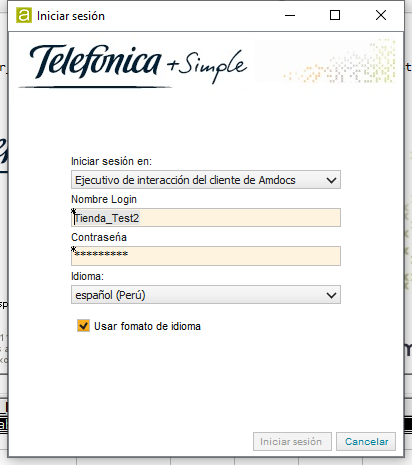 Iniciar sesión
Telefónica +Simple
Iniciar sesión en:
Ejecutivo de interacción del cliente de Amdocs
Nombre Login
*Tienda_Test2
Contraseña
*********
Idioma:
español (Perú)
Usar fomato de idioma
Iniciar sesión
Cancelar